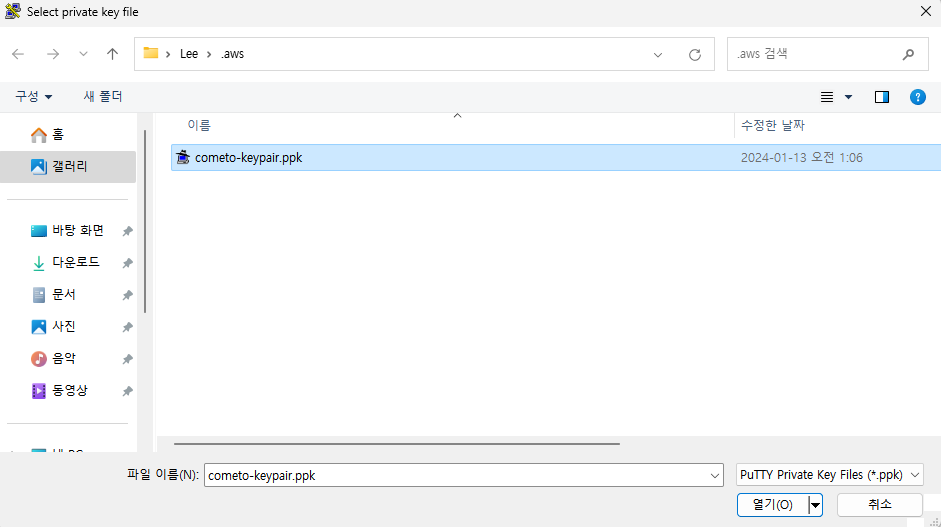 Select private key file
Lee
.aws
.aws 검색
구성
새 폴더
홈
갤러리
바탕 화면
다운로드
문서
사진
음악
동영상
이름
수정한 날짜
cometo-keypair.ppk
2024-01-13 오전 1:06
파일 이름(N):
cometo-keypair.ppk
PuTTY Private Key Files (*.ppk)
열기(O)
취소